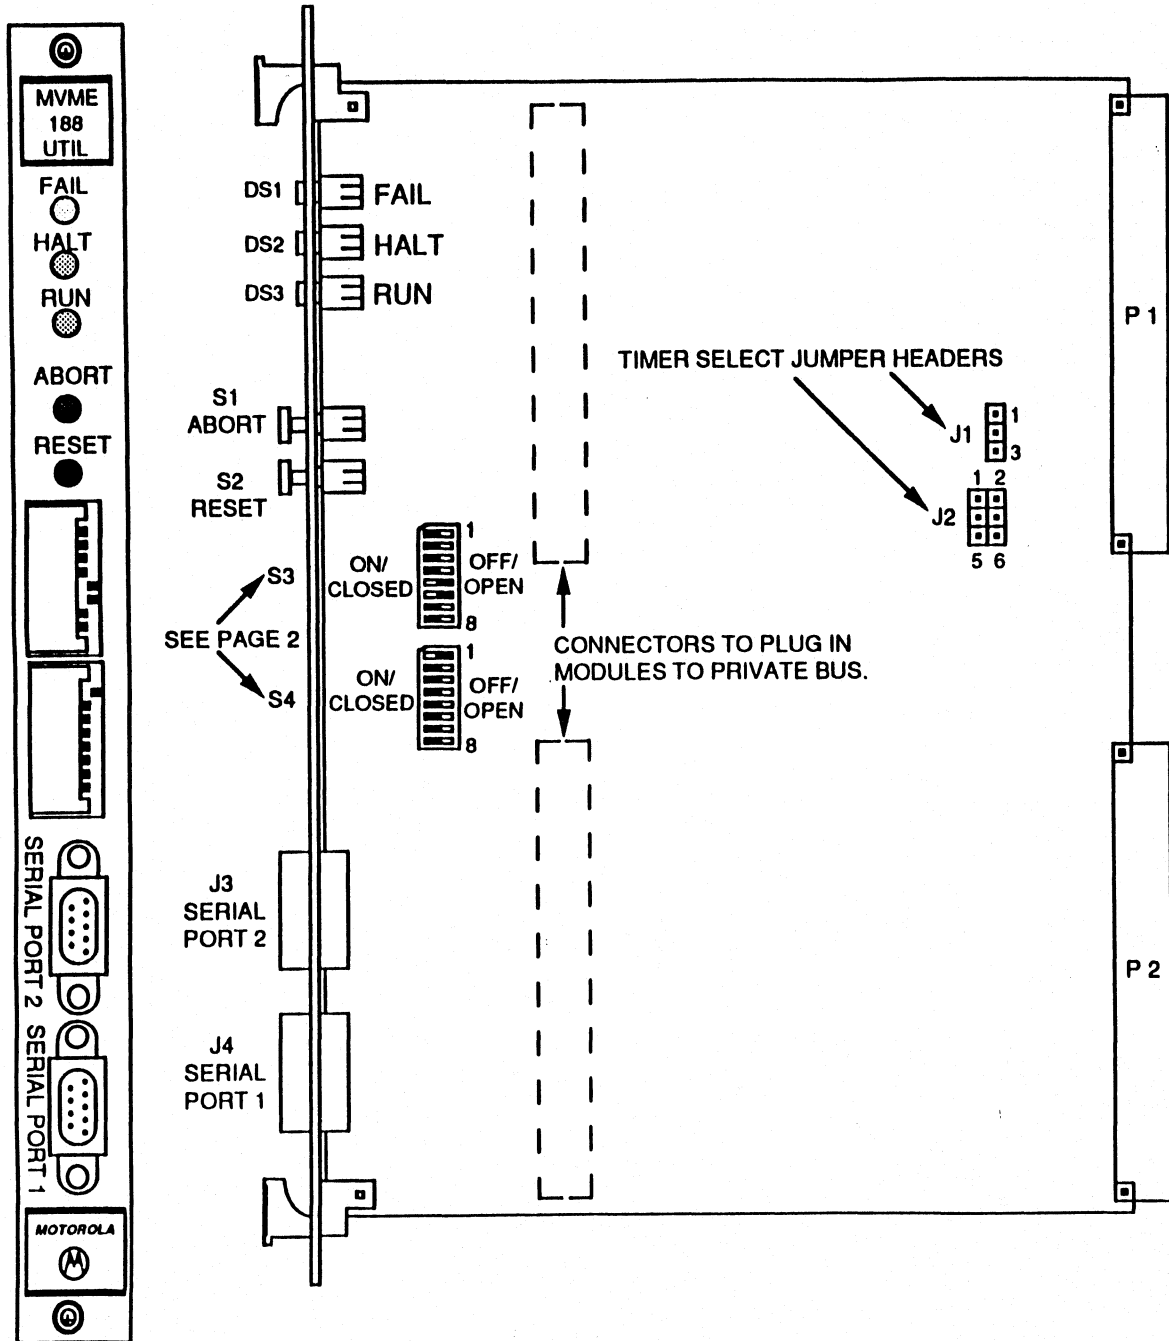 MVME
188
UTIL
FAIL
HALT
RUN
ABORT
RESET
SERIAL PORT 2
SERIAL PORT 1
MOTOROLA
DS1
FAIL
DS2
HALT
DS3
RUN
S1
ABORT
S2
RESET
S3
SEE PAGE 2
S4
ON/
CLOSED
1
OFF/
OPEN
8
ON/
CLOSED
1
OFF/
OPEN
8
CONNECTORS TO PLUG IN
MODULES TO PRIVATE BUS.
TIMER SELECT JUMPER HEADERS
J1
1
3
1 2
J2
5 6
J3
SERIAL
PORT 2
J4
SERIAL
PORT 1
P 1
P 2